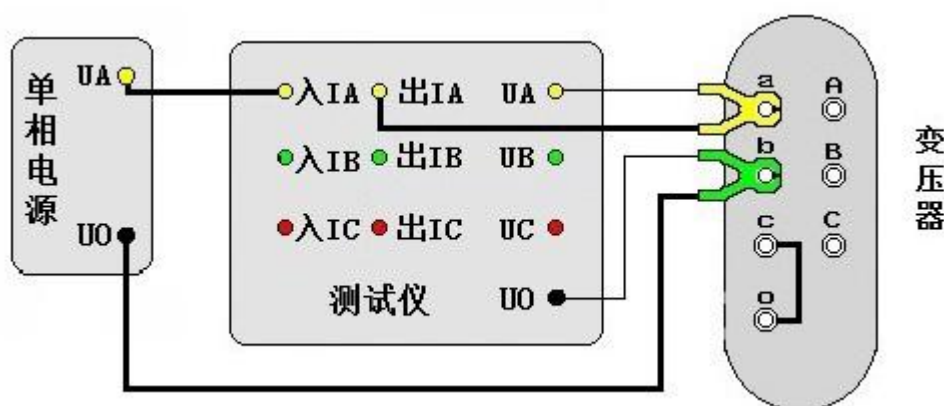 单相电源
UA
UO
入IA 出IA UA
入IB 出IB UB
入IC 出IC UC
测试仪 UO
a A
b B
c C
o
变压器